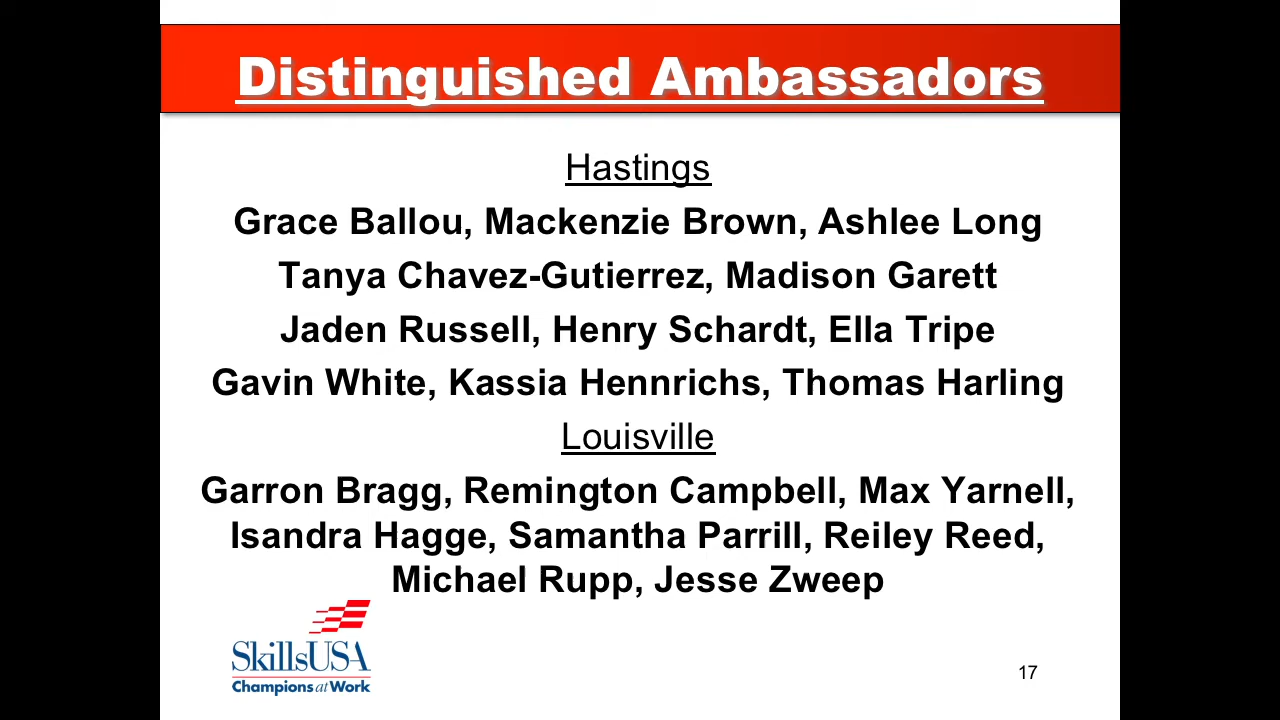 Distinguished Ambassadors
Hastings
Grace Ballou, Mackenzie Brown, Ashlee Long
Tanya Chavez-Gutierrez, Madison Garett
Jaden Russell, Henry Schardt, Ella Tripe
Gavin White, Kassia Hennrichs, Thomas Harling
Louisville
Garron Bragg, Remington Campbell, Max Yarnell,
Isandra Hagge, Samantha Parrill, Reiley Reed,
Michael Rupp, Jesse Zweep
SkillsUSA
Champions at Work
17